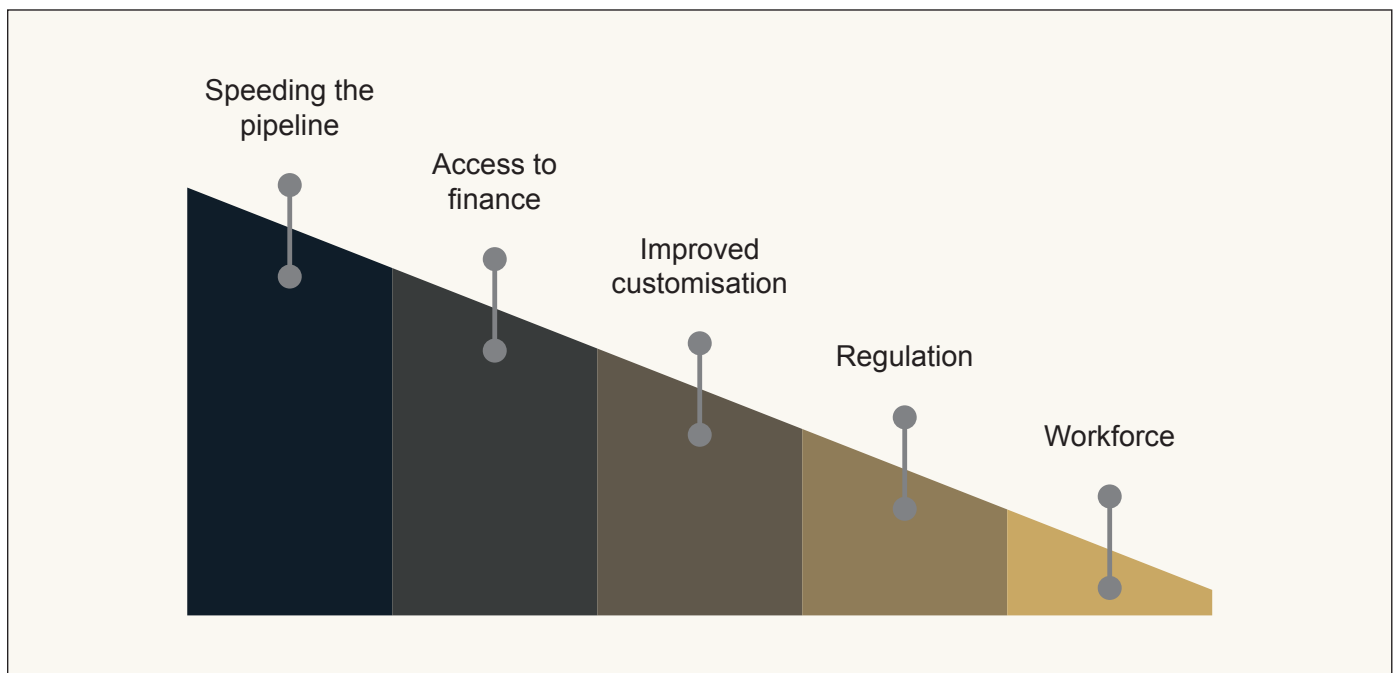 Speeding the
pipeline
Access to
finance
Improved
customisation
Regulation
Workforce